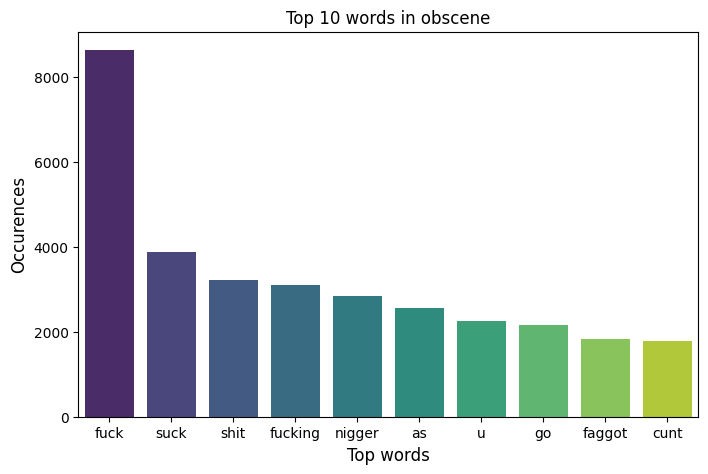 Top 10 words in obscene
8000
6000
4000
2000
0
Occurences
fuck suck shit fucking nigger as u go faggot cunt
Top words